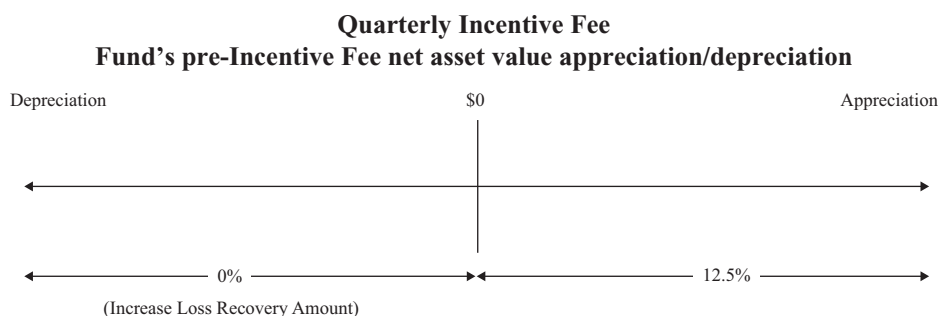 Quarterly Incentive Fee
Fund’s pre-Incentive Fee net asset value appreciation/depreciation
Depreciation
$0
Appreciation
0%
12.5%
(Increase Loss Recovery Amount)